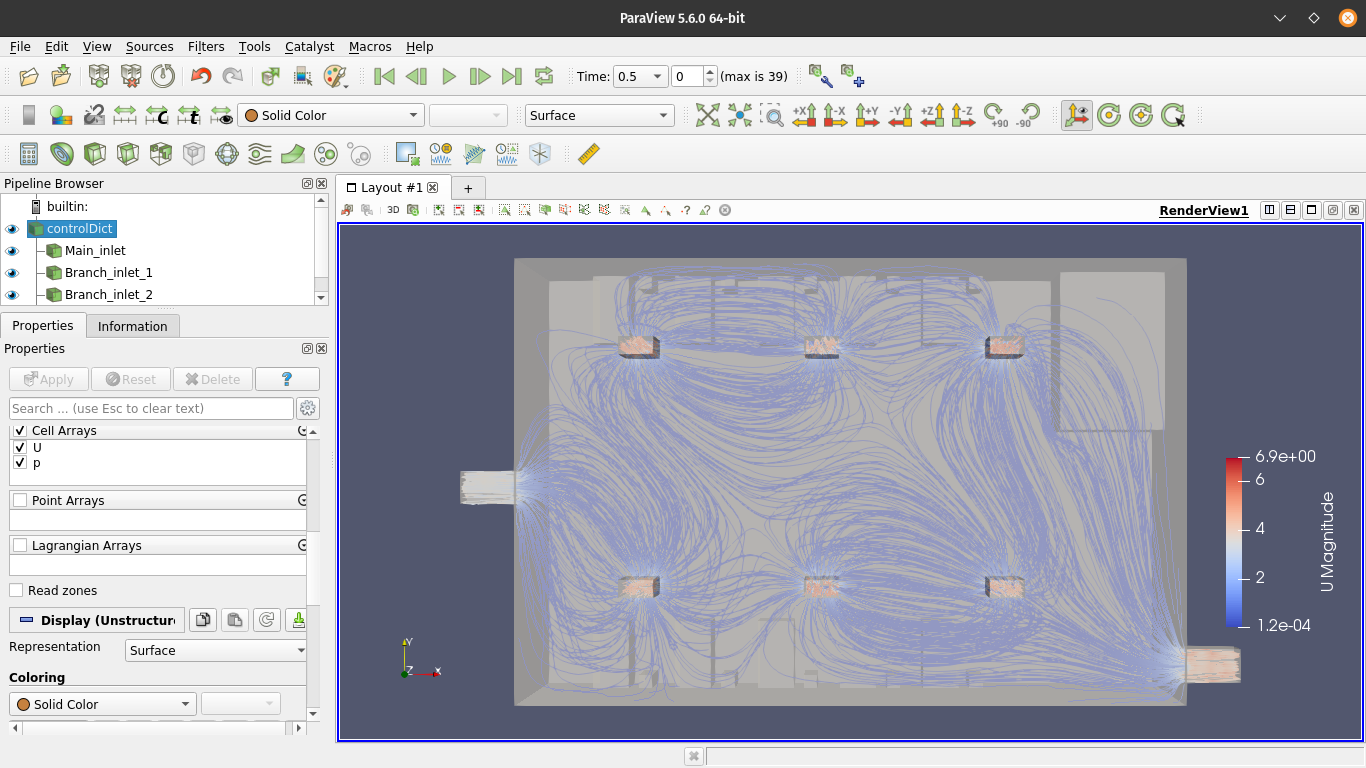 ParaView 5.6.0 64-bit
File Edit View Sources Filters Tools Catalyst Macros Help
Time: 0.5 0 (max is 39)
Solid Color Surface +X -X +Y -Y +Z -Z +90 -90
Pipeline Browser
Layout #1 +
builtin:
3D RenderView1
controlDict
Main_inlet
Branch_inlet_1
Branch_inlet_2
Properties Information
Properties
Apply Reset Delete ?
Search ... (use Esc to clear text)
Cell Arrays
U
p
Point Arrays
Lagrangian Arrays
Read zones
Display (Unstructur
Representation Surface
Coloring
Solid Color
Y
Z X
6.9e+00
6
4
2
1.2e-04
U Magnitude